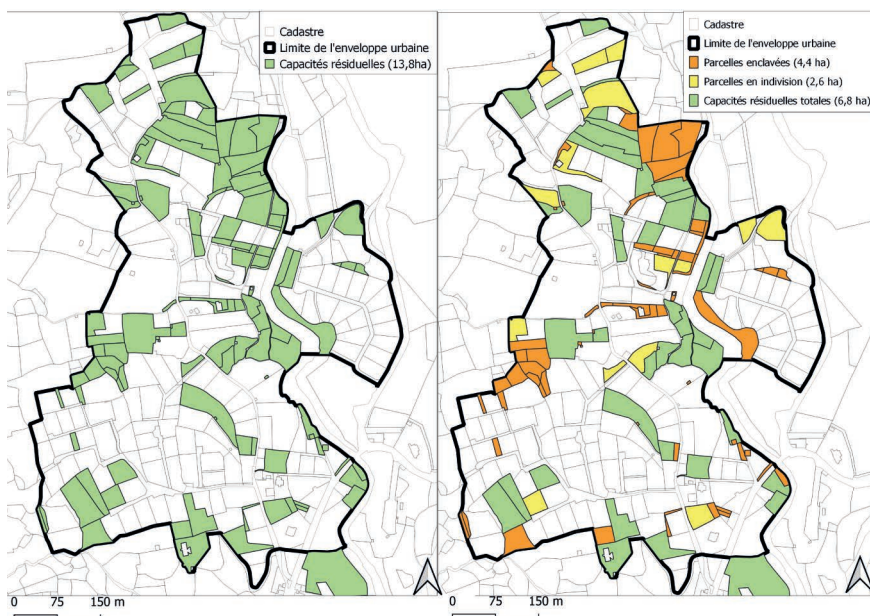 Cadastre
Limite de l'enveloppe urbaine
Capacités résiduelles (13,8ha)
0 75 150 m
Cadastre
Limite de l'enveloppe urbaine
Parcelles enclavées (4,4 ha)
Parcelles en indivision (2,6 ha)
Capacités résiduelles totales (6,8 ha)
0 75 150 m